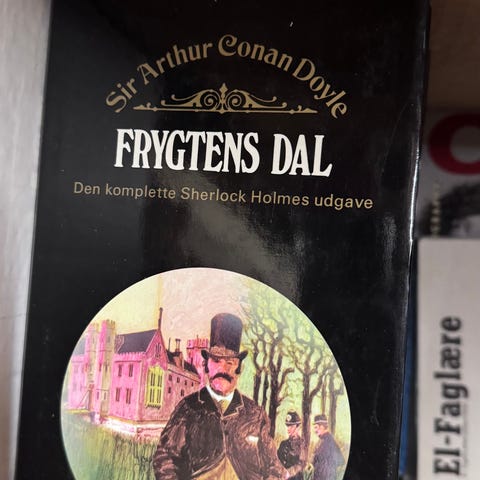 Sir Arthur Conan Doyle
FRYGTENS DAL
Den komplette Sherlock Holmes udgave
El-Faglære